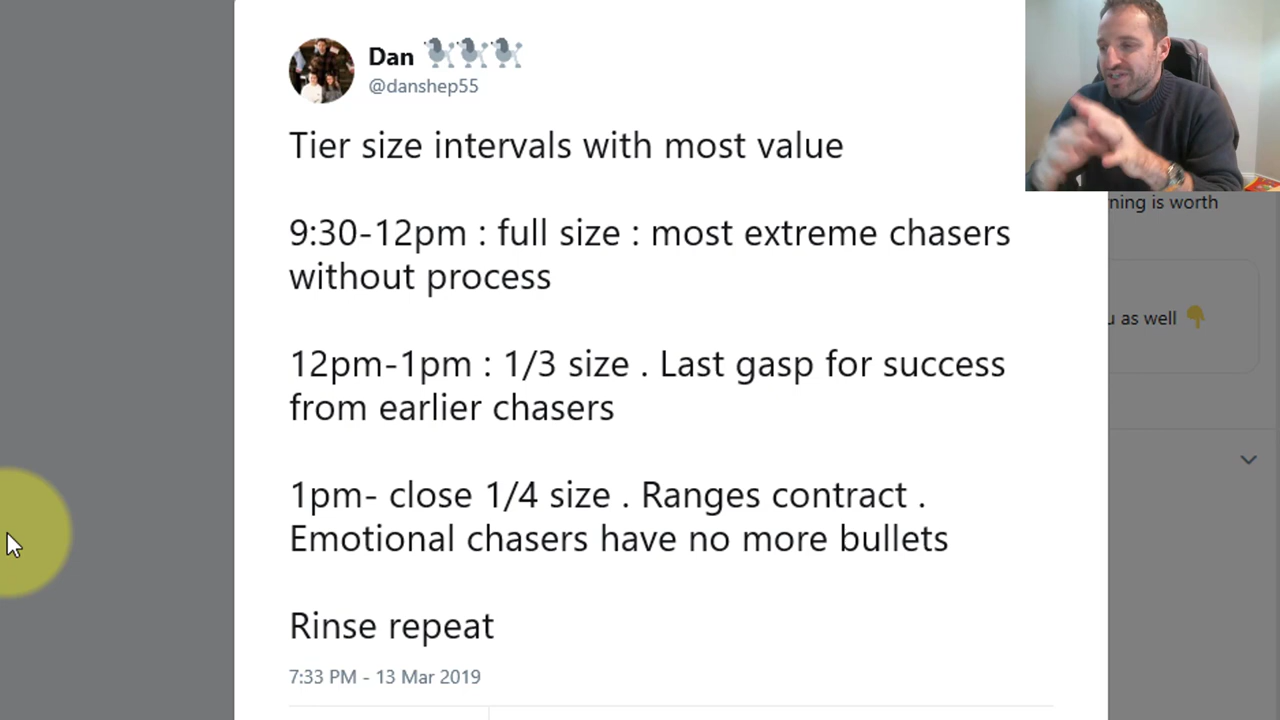 Dan 🐩🐩🐩
@danshep55
Tier size intervals with most value
9:30-12pm : full size : most extreme chasers
without process
12pm-1pm : 1/3 size . Last gasp for success
from earlier chasers
1pm- close 1/4 size . Ranges contract .
Emotional chasers have no more bullets
Rinse repeat
7:33 PM - 13 Mar 2019
ning is worth
u as well 👇